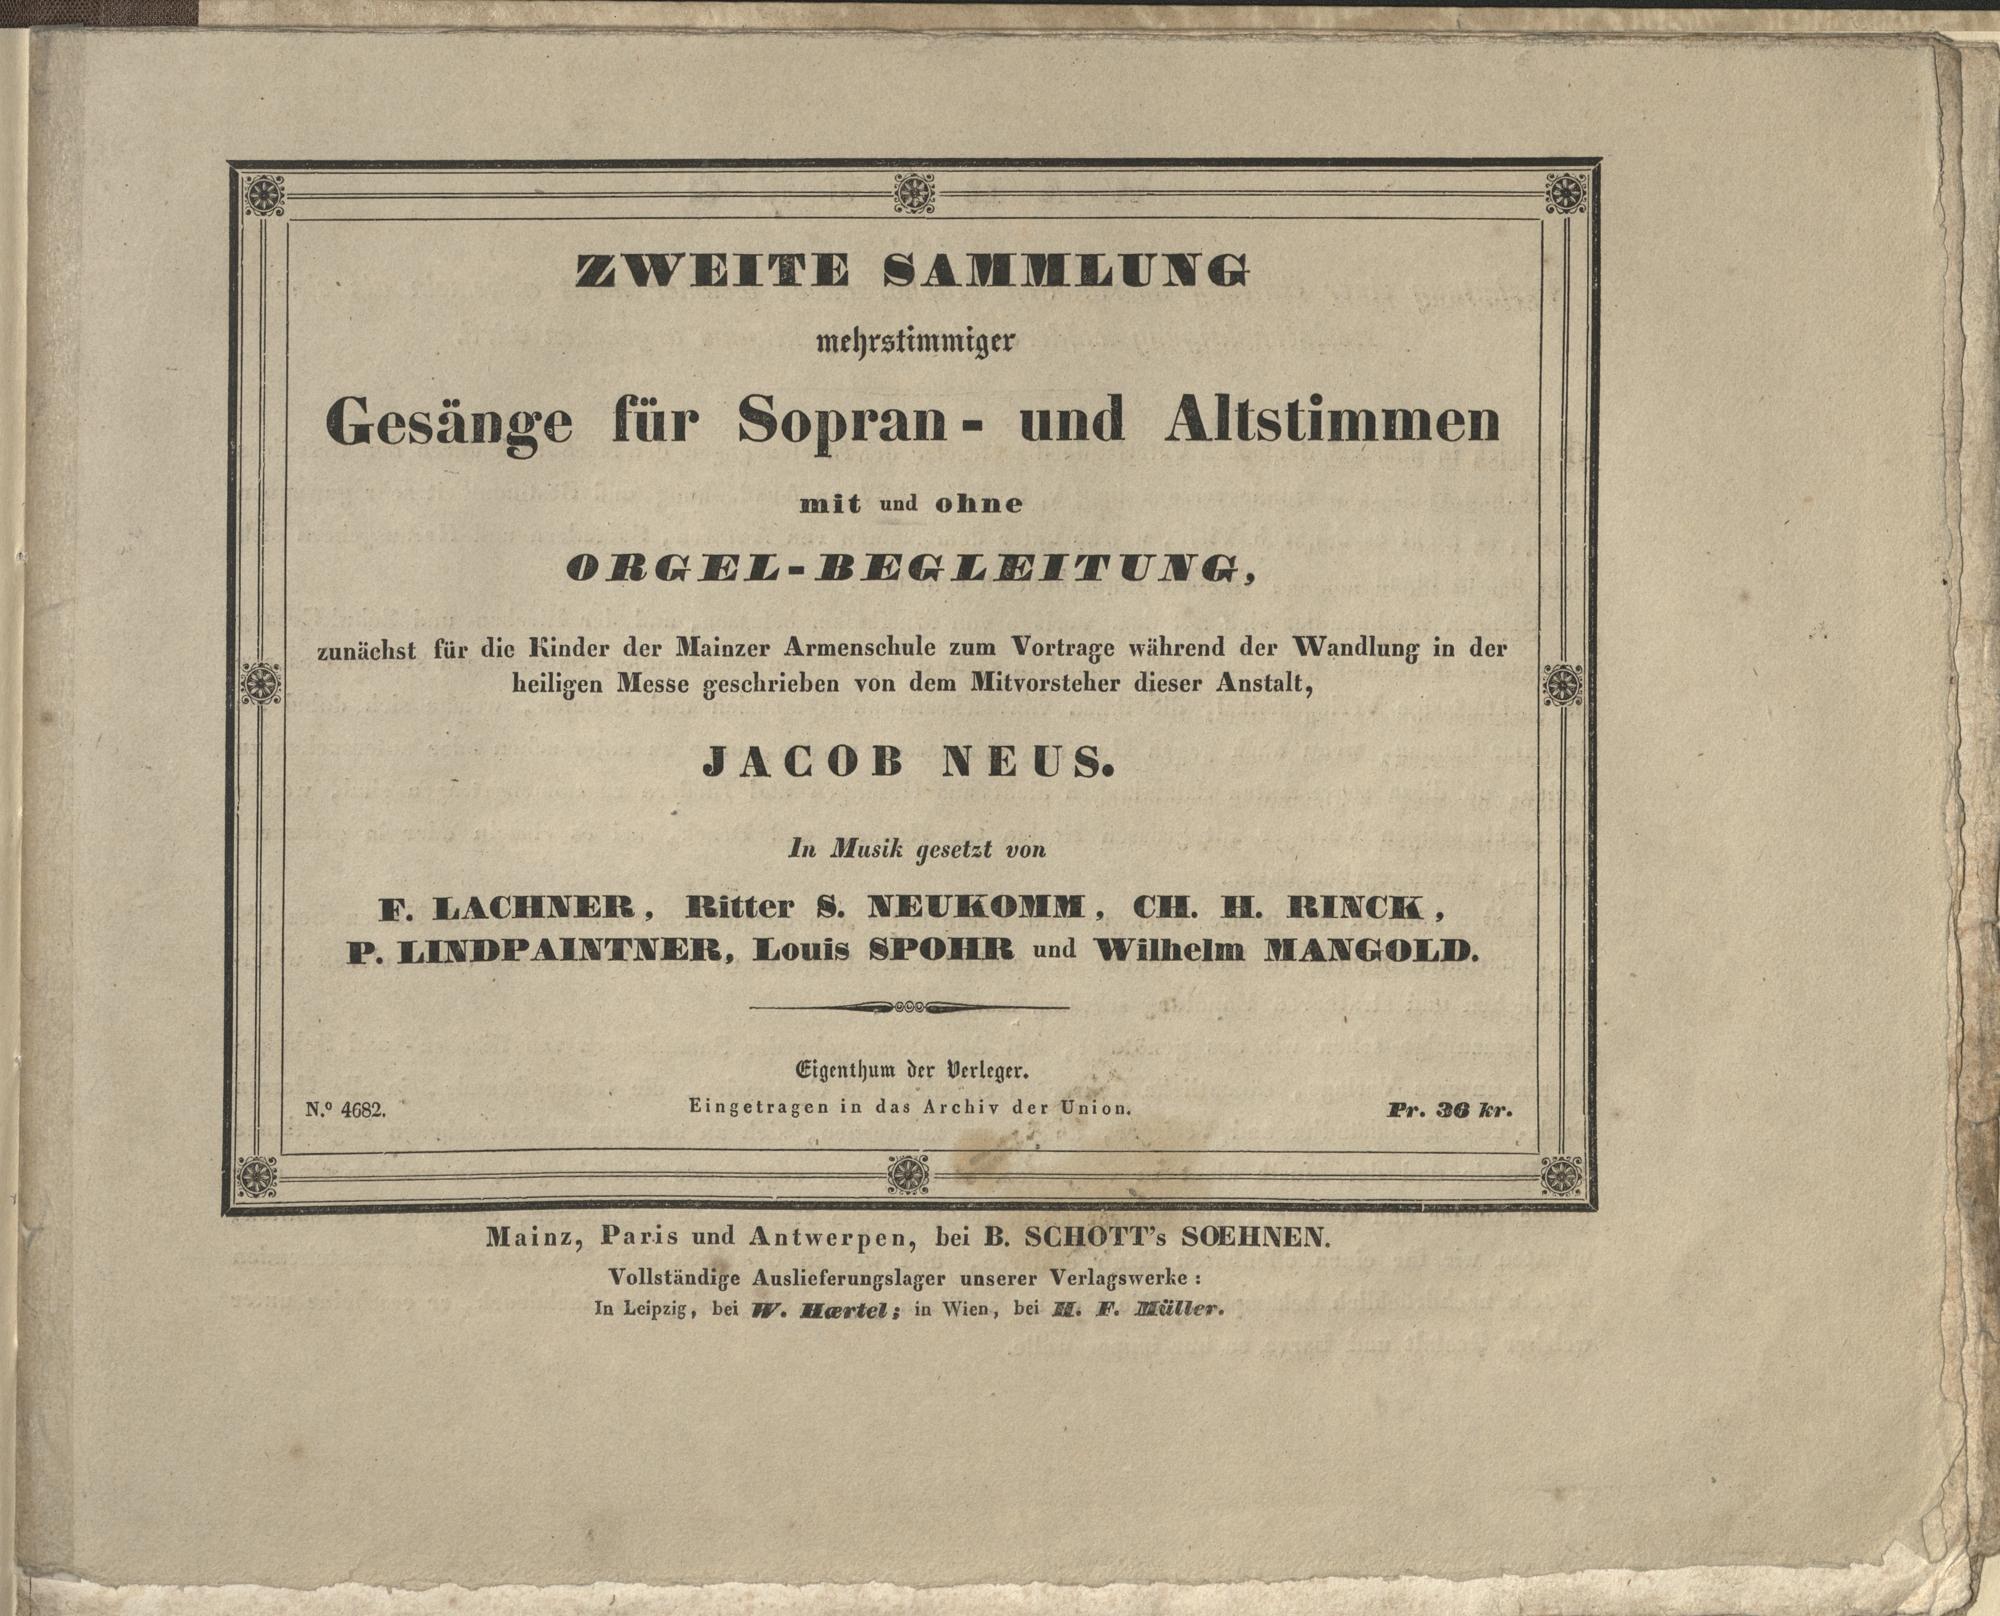 ZWEITE SAMMLUNG
mehrstimmiger
Gesänge für Sopran- und Altstimmen
mit und ohne
ORGEL-BEGLEITUNG,
zunächst für die Kinder der Mainzer Armenschule zum Vortrage während der Wandlung in der
heiligen Messe geschrieben von dem Mitvorsteher dieser Anstalt,
JACOB NEUS.
In Musik gesetzt von
F. LACHNER, Ritter S. NEUKOMM, CH. H. RINCK,
P. LINDPAINTNER, Louis SPOHR und Wilhelm MANGOLD.
Eigenthum der Verleger.
N.º 4682. Eingetragen in das Archiv der Union. Pr. 36 kr.
Mainz, Paris und Antwerpen, bei B. SCHOTT's SŒHNEN.
Vollständige Auslieferungslager unserer Verlagswerke:
In Leipzig, bei W. Hærtel; in Wien, bei H. F. Müller.